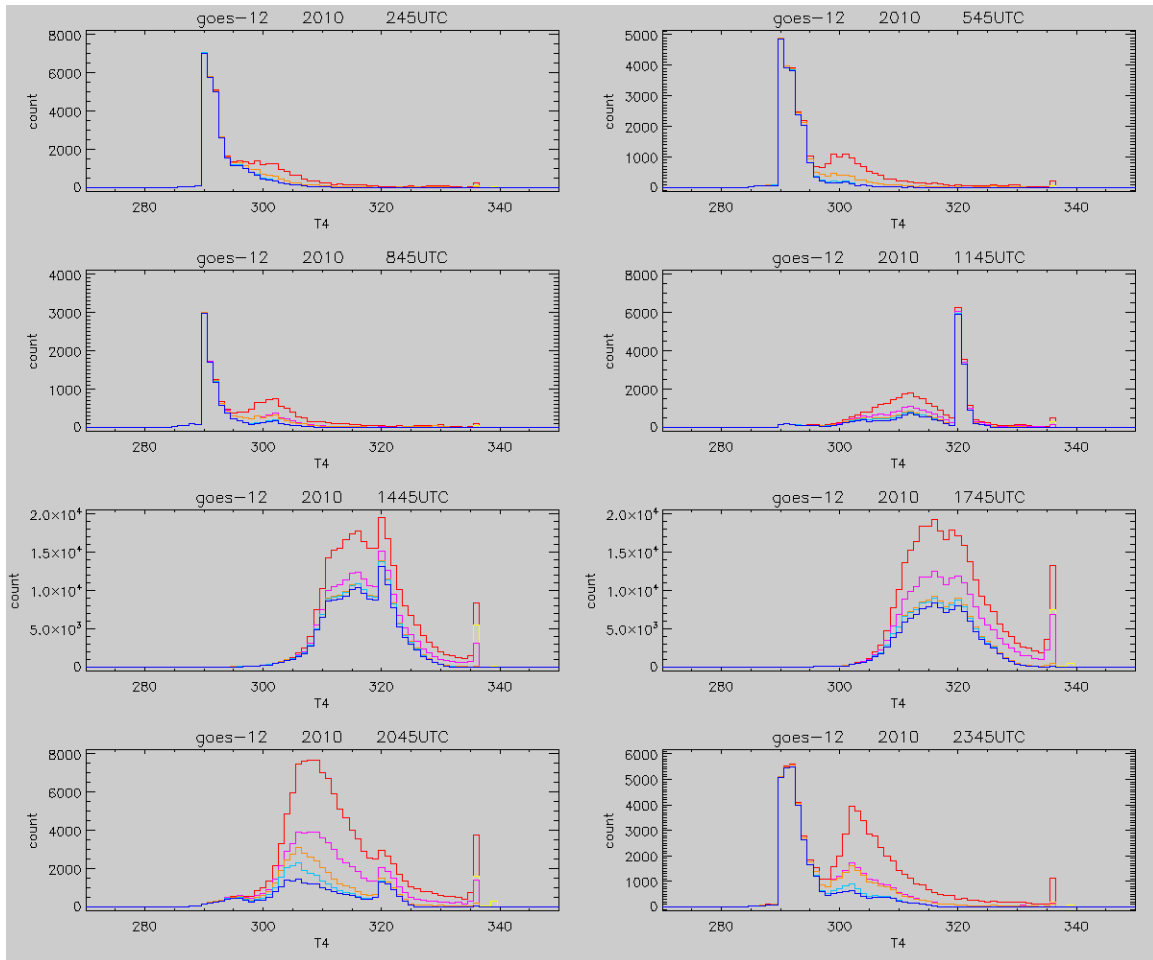 goes-12 2010 245UTC
8000
6000
4000
2000
0
count
280 300 320 340
T4
goes-12 2010 545UTC
5000
4000
3000
2000
1000
0
count
280 300 320 340
T4
goes-12 2010 845UTC
4000
3000
2000
1000
0
count
280 300 320 340
T4
goes-12 2010 1145UTC
8000
6000
4000
2000
0
count
280 300 320 340
T4
goes-12 2010 1445UTC
2.0×10⁴
1.5×10⁴
1.0×10⁴
5.0×10³
0
count
280 300 320 340
T4
goes-12 2010 1745UTC
2.0×10⁴
1.5×10⁴
1.0×10⁴
5.0×10³
0
count
280 300 320 340
T4
goes-12 2010 2045UTC
8000
6000
4000
2000
0
count
280 300 320 340
T4
goes-12 2010 2345UTC
6000
5000
4000
3000
2000
1000
0
count
280 300 320 340
T4